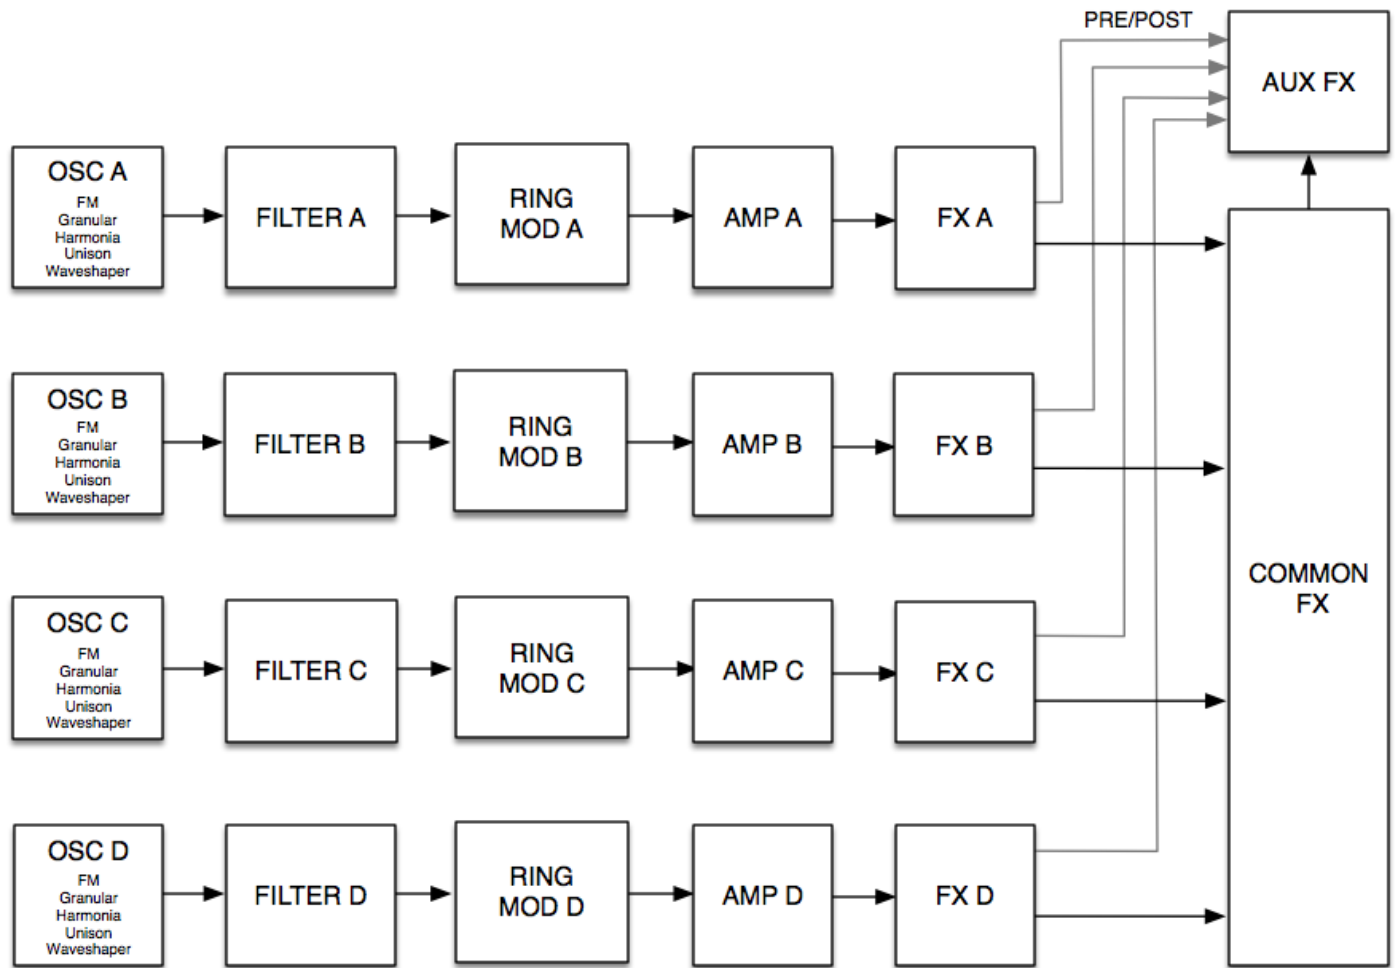 PRE/POST
AUX FX
OSC A
FM
Granular
Harmonia
Unison
Waveshaper
FILTER A
RING
MOD A
AMP A
FX A
OSC B
FM
Granular
Harmonia
Unison
Waveshaper
FILTER B
RING
MOD B
AMP B
FX B
COMMON
FX
OSC C
FM
Granular
Harmonia
Unison
Waveshaper
FILTER C
RING
MOD C
AMP C
FX C
OSC D
FM
Granular
Harmonia
Unison
Waveshaper
FILTER D
RING
MOD D
AMP D
FX D